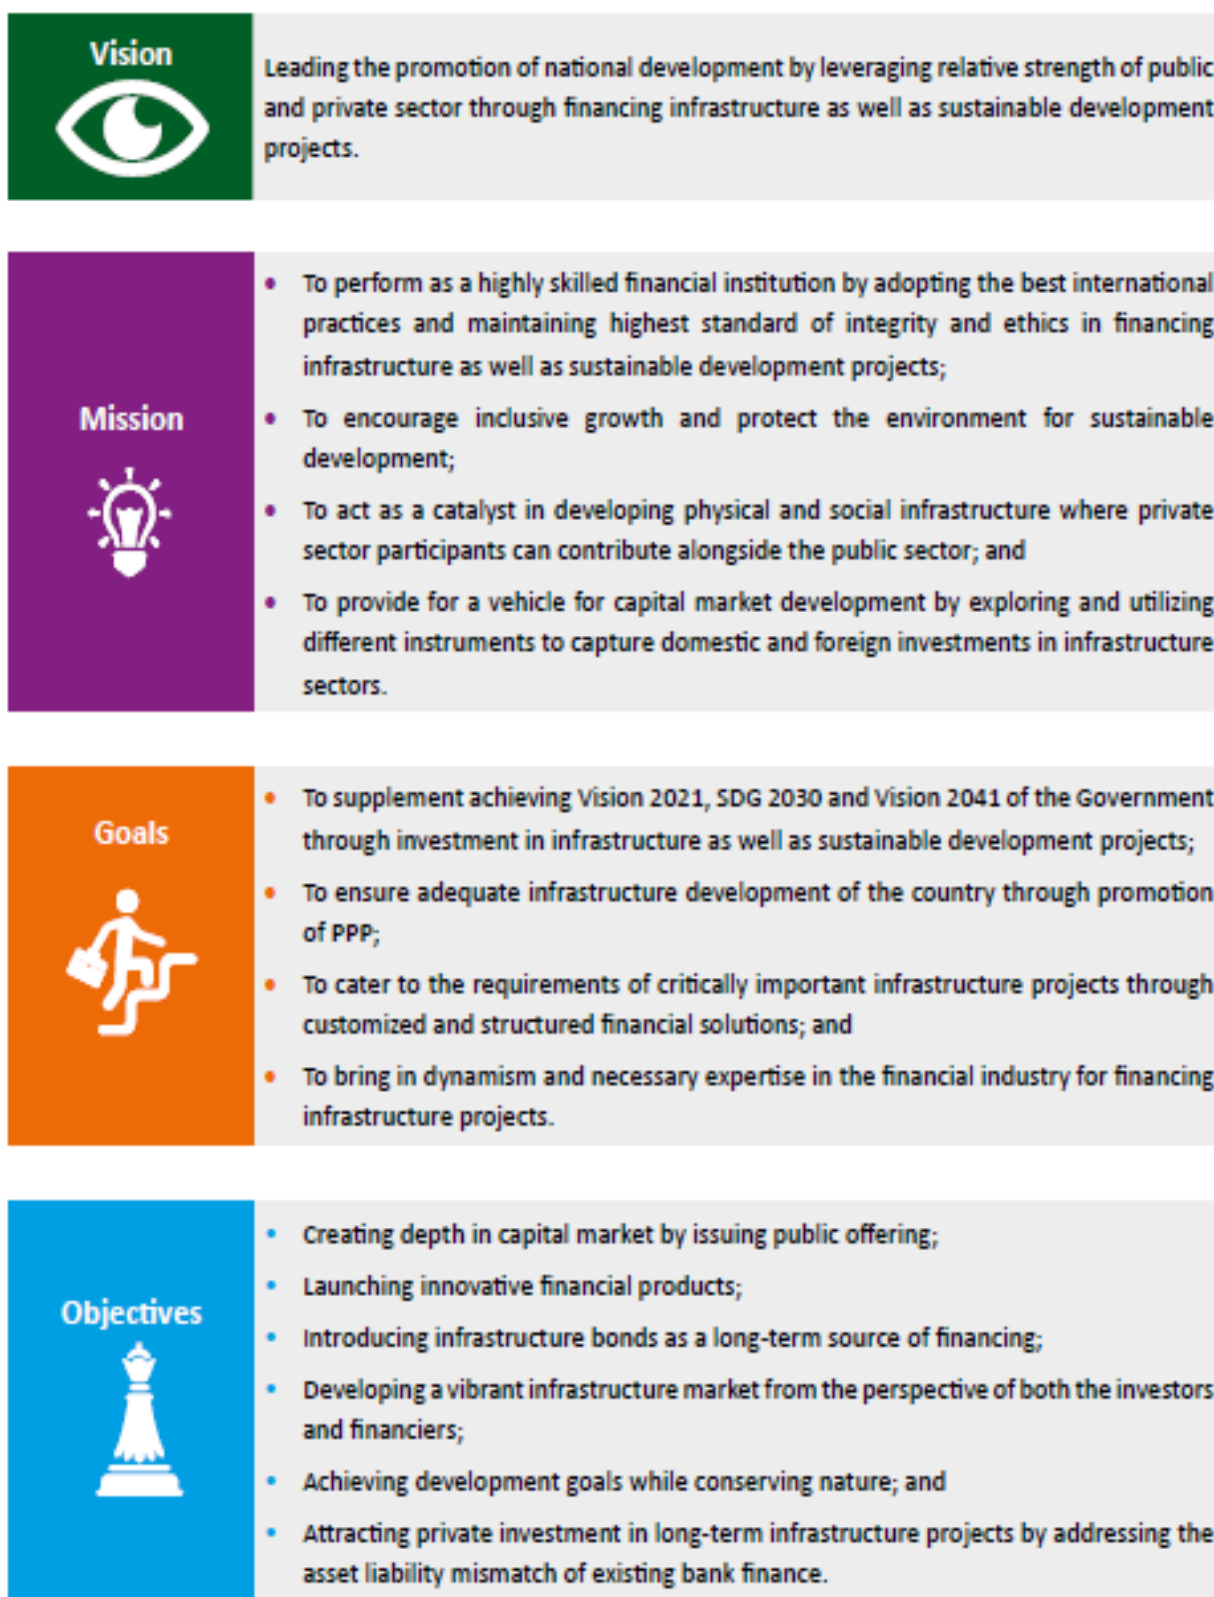 Vision
Leading the promotion of national development by leveraging relative strength of public
and private sector through financing infrastructure as well as sustainable development
projects.
Mission
• To perform as a highly skilled financial institution by adopting the best international
practices and maintaining highest standard of integrity and ethics in financing
infrastructure as well as sustainable development projects;
• To encourage inclusive growth and protect the environment for sustainable
development;
• To act as a catalyst in developing physical and social infrastructure where private
sector participants can contribute alongside the public sector; and
• To provide for a vehicle for capital market development by exploring and utilizing
different instruments to capture domestic and foreign investments in infrastructure
sectors.
Goals
• To supplement achieving Vision 2021, SDG 2030 and Vision 2041 of the Government
through investment in infrastructure as well as sustainable development projects;
• To ensure adequate infrastructure development of the country through promotion
of PPP;
• To cater to the requirements of critically important infrastructure projects through
customized and structured financial solutions; and
• To bring in dynamism and necessary expertise in the financial industry for financing
infrastructure projects.
Objectives
• Creating depth in capital market by issuing public offering;
• Launching innovative financial products;
• Introducing infrastructure bonds as a long-term source of financing;
• Developing a vibrant infrastructure market from the perspective of both the investors
and financiers;
• Achieving development goals while conserving nature; and
• Attracting private investment in long-term infrastructure projects by addressing the
asset liability mismatch of existing bank finance.